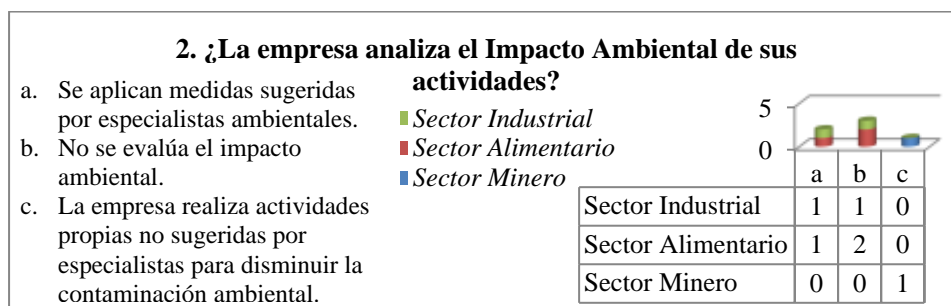 2. ¿La empresa analiza el Impacto Ambiental de sus
actividades?
a. Se aplican medidas sugeridas
por especialistas ambientales.
b. No se evalúa el impacto
ambiental.
c. La empresa realiza actividades
propias no sugeridas por
especialistas para disminuir la
contaminación ambiental.
Sector Industrial
Sector Alimentario
Sector Minero
5
0
a b c
Sector Industrial 1 1 0
Sector Alimentario 1 2 0
Sector Minero 0 0 1